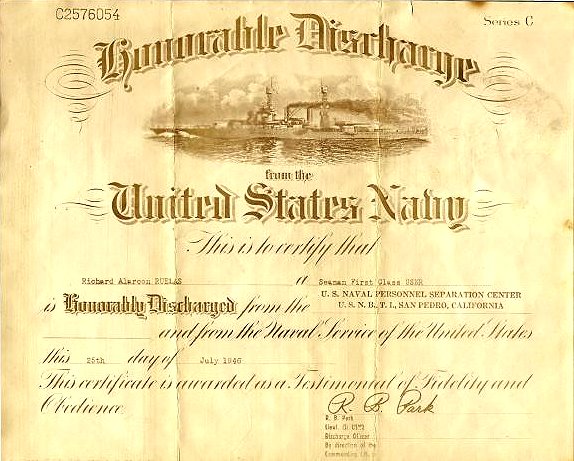 C2576054
Series C
Honorable Discharge
from the
United States Navy
This is to certify that
Richard Alarcon RUELAS a Seaman First Class USNR
is Honorably Discharged from the U. S. NAVAL PERSONNEL SEPARATION CENTER
U. S. N. B., T. I., SAN PEDRO, CALIFORNIA
and from the Naval Service of the United States
this 25th day of July 1946
This certificate is awarded as a Testimonial of Fidelity and
Obedience.
R. B. Park
R. B. Park
Discharge Officer
By direction of the
Commanding